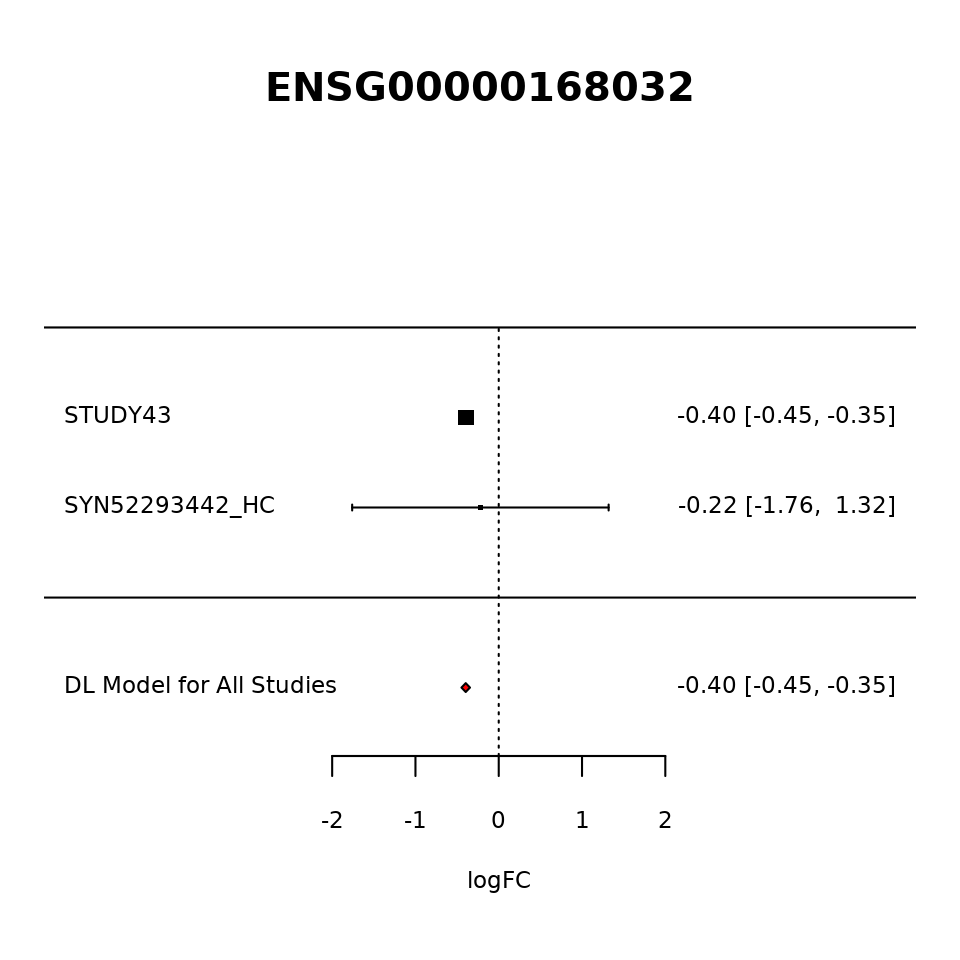 ENSG00000168032
STUDY43 -0.40 [-0.45, -0.35]
SYN52293442_HC -0.22 [-1.76,  1.32]
DL Model for All Studies -0.40 [-0.45, -0.35]
-2 -1 0 1 2
logFC